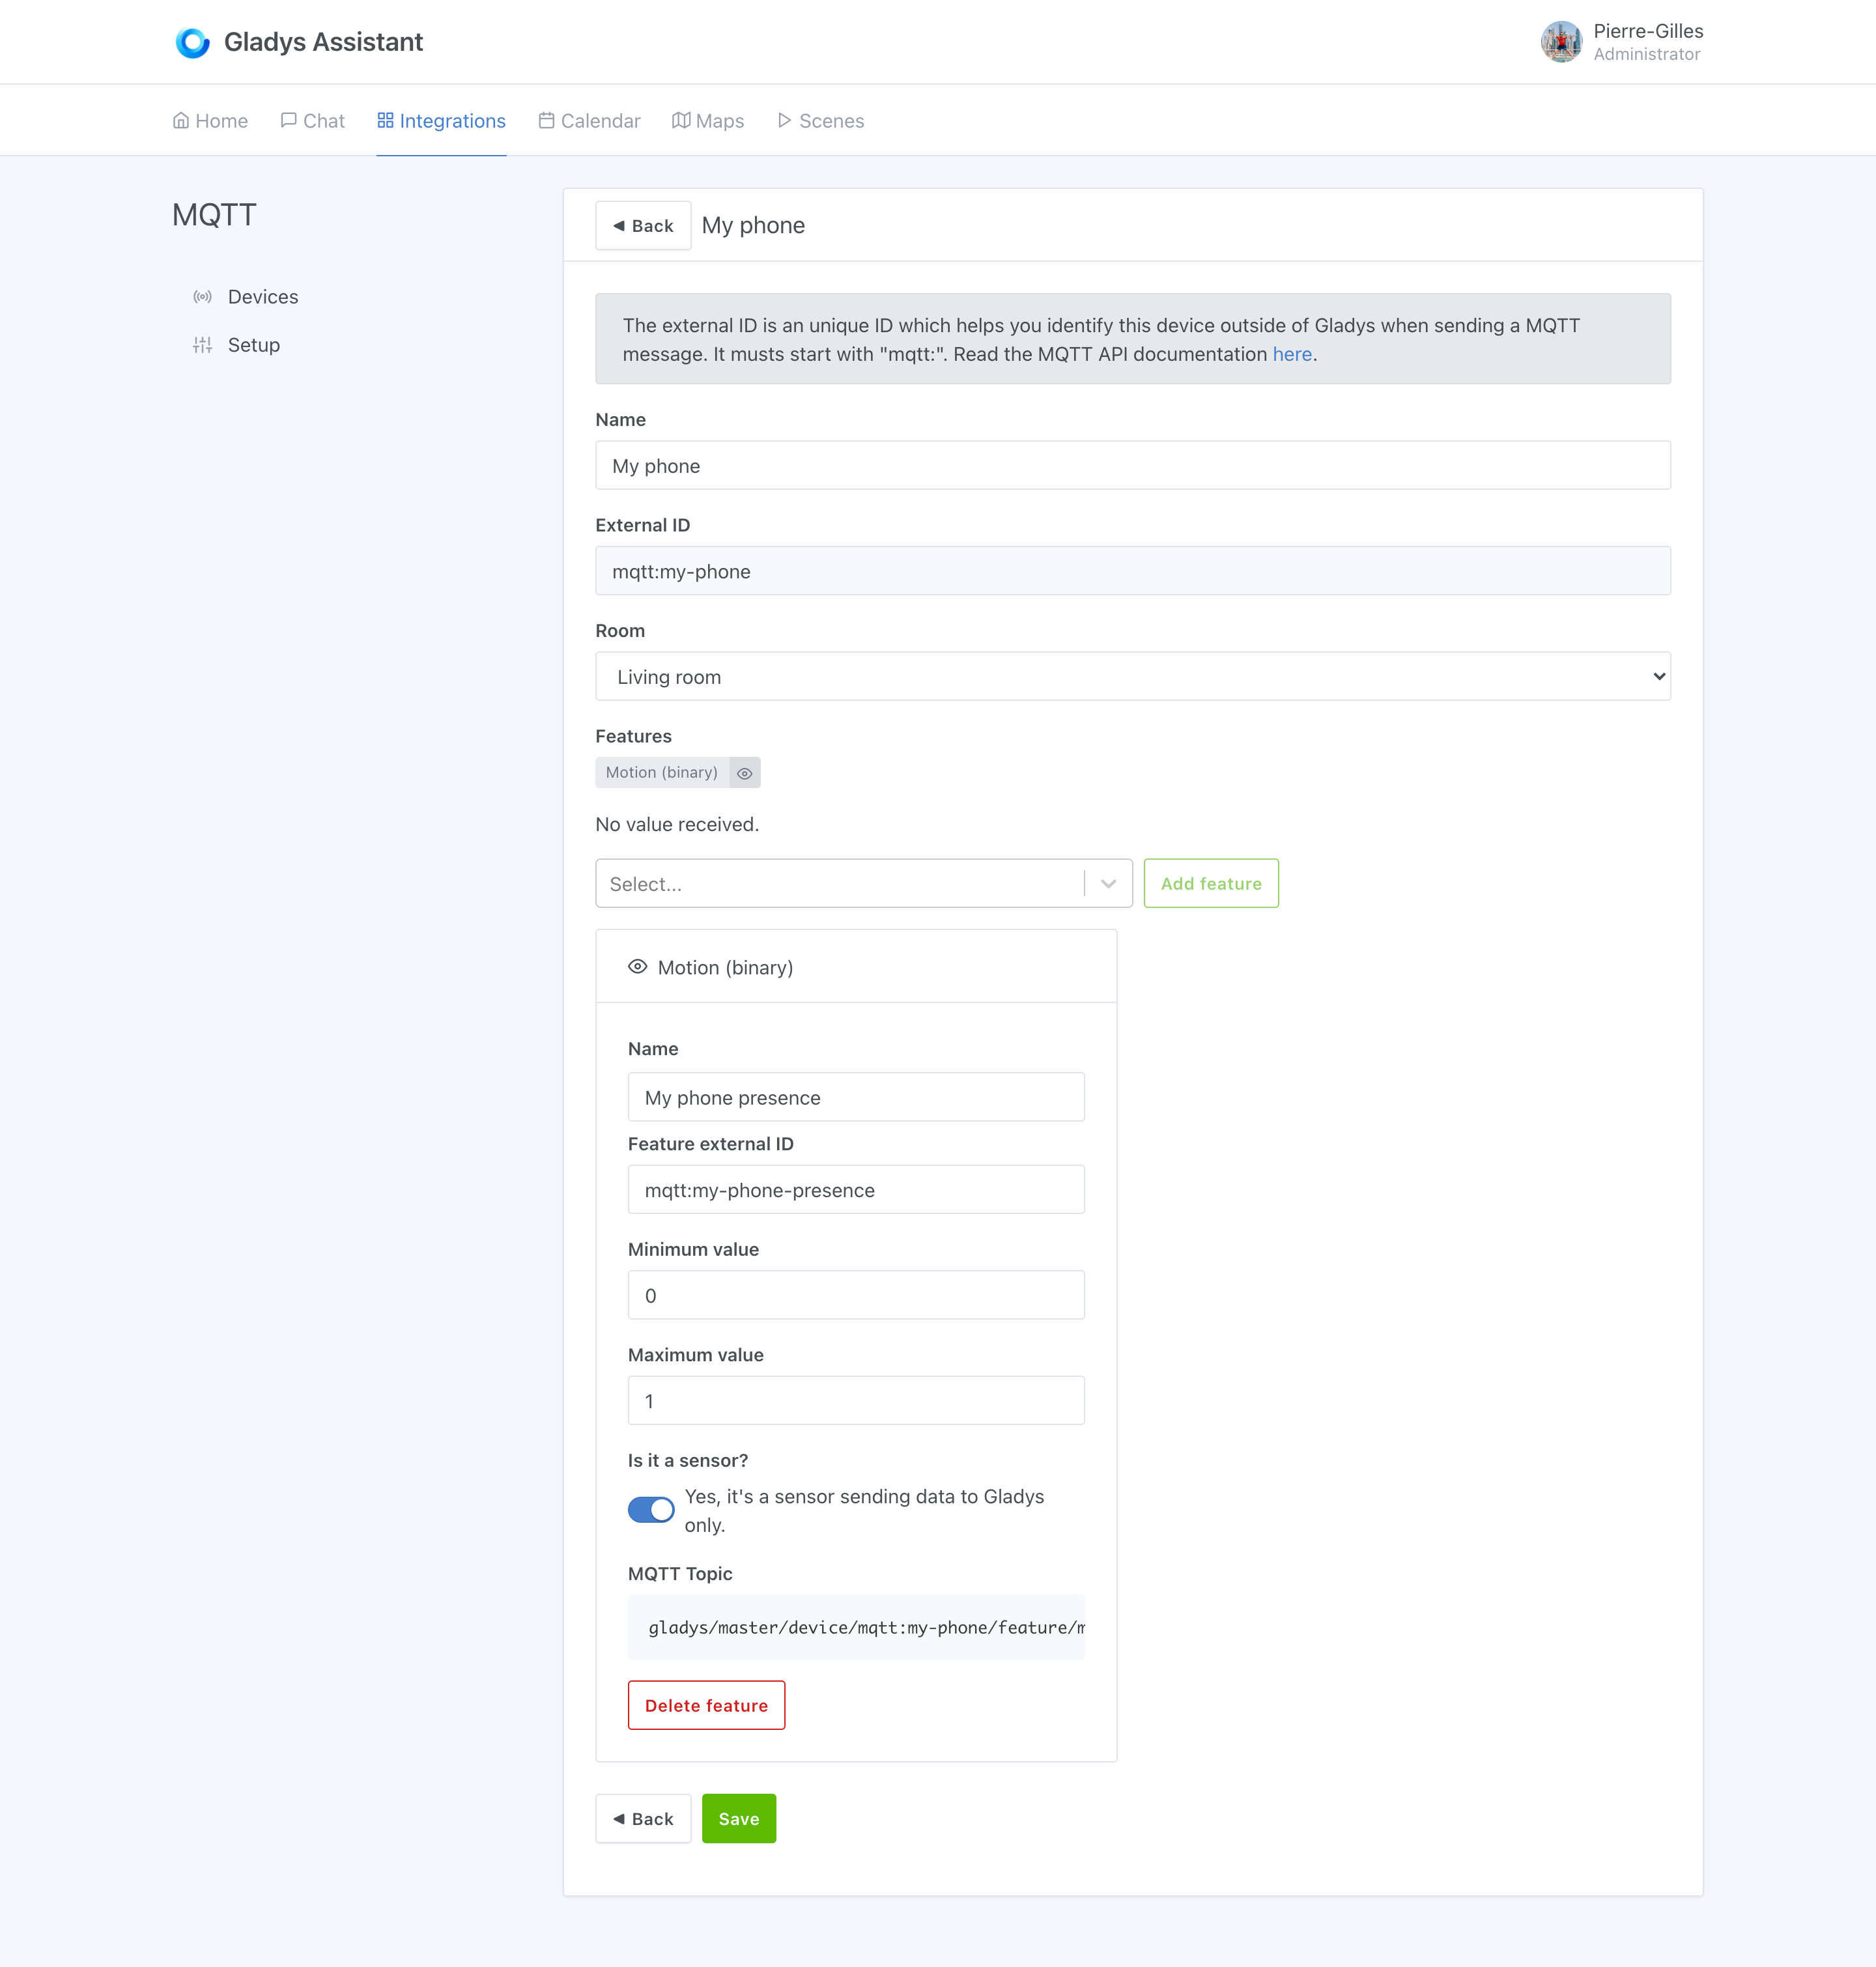 Gladys Assistant
Pierre-Gilles
Administrator
Home
Chat
Integrations
Calendar
Maps
Scenes
MQTT
Devices
Setup
◄ Back
My phone
The external ID is an unique ID which helps you identify this device outside of Gladys when sending a MQTT
message. It musts start with "mqtt:". Read the MQTT API documentation here.
Name
My phone
External ID
mqtt:my-phone
Room
Living room
Features
Motion (binary)
No value received.
Select...
Add feature
Motion (binary)
Name
My phone presence
Feature external ID
mqtt:my-phone-presence
Minimum value
0
Maximum value
1
Is it a sensor?
Yes, it's a sensor sending data to Gladys
only.
MQTT Topic
gladys/master/device/mqtt:my-phone/feature/m
Delete feature
◄ Back
Save